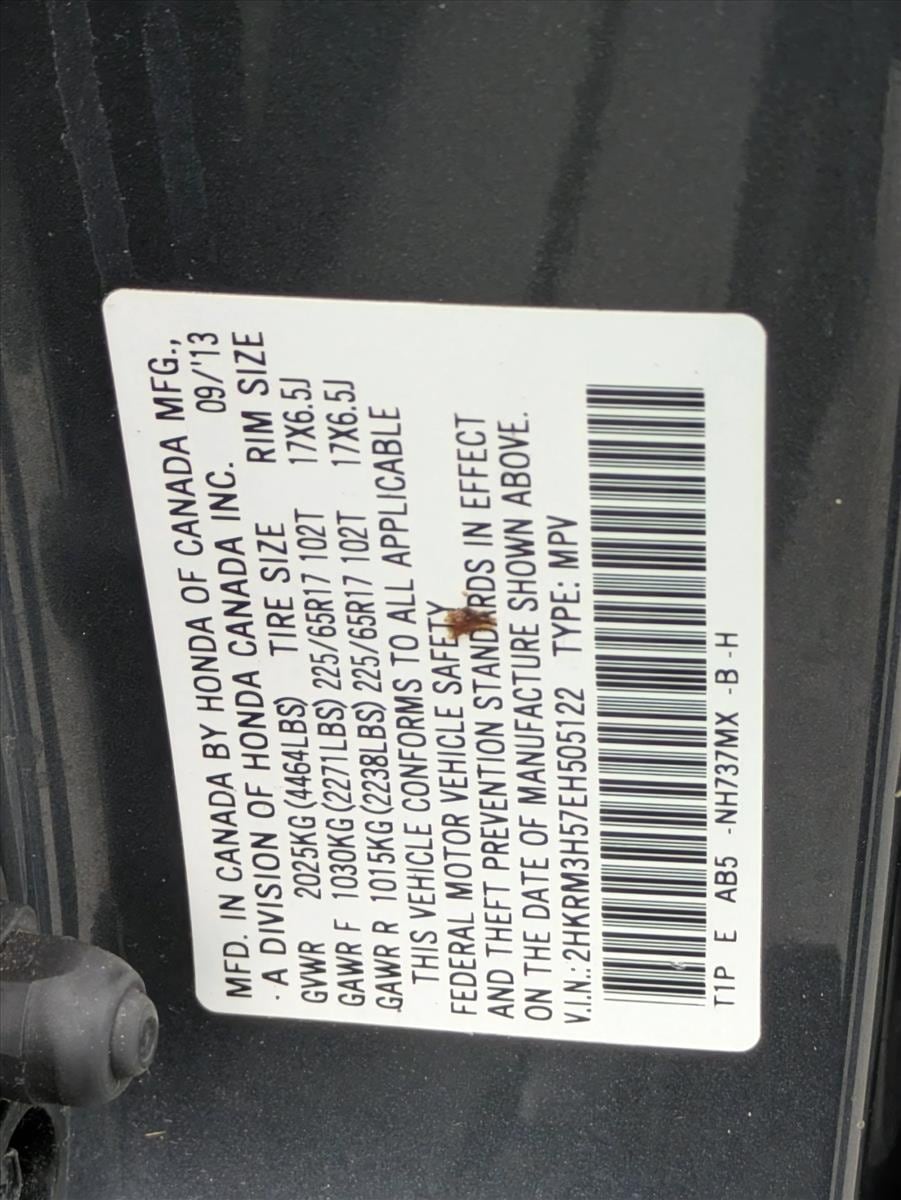 MFD. IN CANADA BY HONDA OF CANADA MFG.,
· A DIVISION OF HONDA CANADA INC. 09/'13
GVWR 2025KG (4464LBS) TIRE SIZE RIM SIZE
GAWR F 1030KG (2271LBS) 225/65R17 102T 17X6.5J
GAWR R 1015KG (2238LBS) 225/65R17 102T 17X6.5J
THIS VEHICLE CONFORMS TO ALL APPLICABLE
FEDERAL MOTOR VEHICLE SAFETY
AND THEFT PREVENTION STANDARDS IN EFFECT
ON THE DATE OF MANUFACTURE SHOWN ABOVE.
V.I.N.: 2HKRM3H57EH505122 TYPE: MPV
T1P E AB5 -NH737MX -B -H